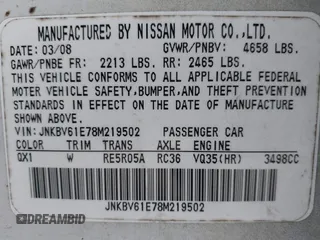 MANUFACTURED BY NISSAN MOTOR CO.,LTD.
DATE: 03/08 GVWR/PNBV: 4658 LBS.
GAWR/PNBE FR: 2213 LBS. RR: 2465 LBS.
THIS VEHICLE CONFORMS TO ALL APPLICABLE FEDERAL
MOTOR VEHICLE SAFETY,BUMPER,AND THEFT PREVENTION
STANDARDS IN EFFECT ON THE DATE OF MANUFACTURE
SHOWN ABOVE.
VIN:JNKBV61E78M219502 PASSENGER CAR
COLOR TRIM TRANS AXLE ENGINE
QX1 W RE5R05A RC36 VQ35(HR) 3498CC
JNKBV61E78M219502
DREAMBID